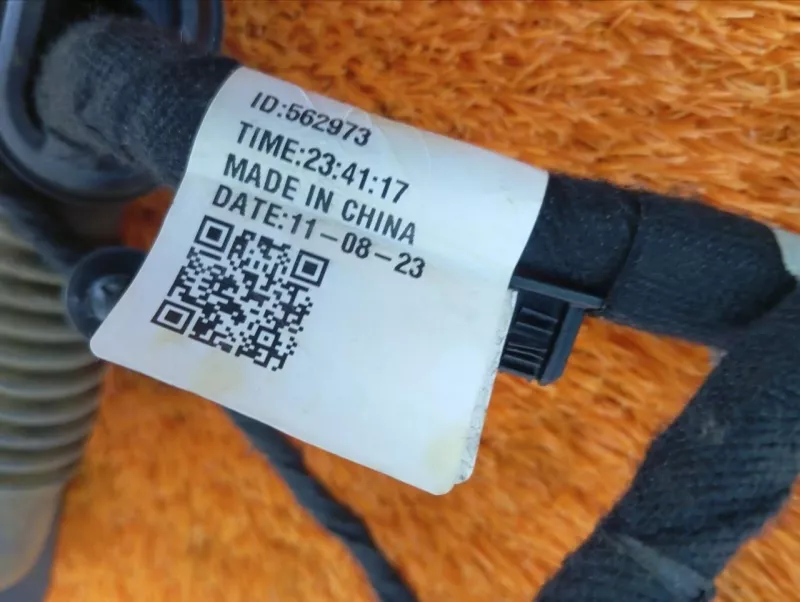 ID:562973
TIME:23:41:17
MADE IN CHINA
DATE:11-08-23